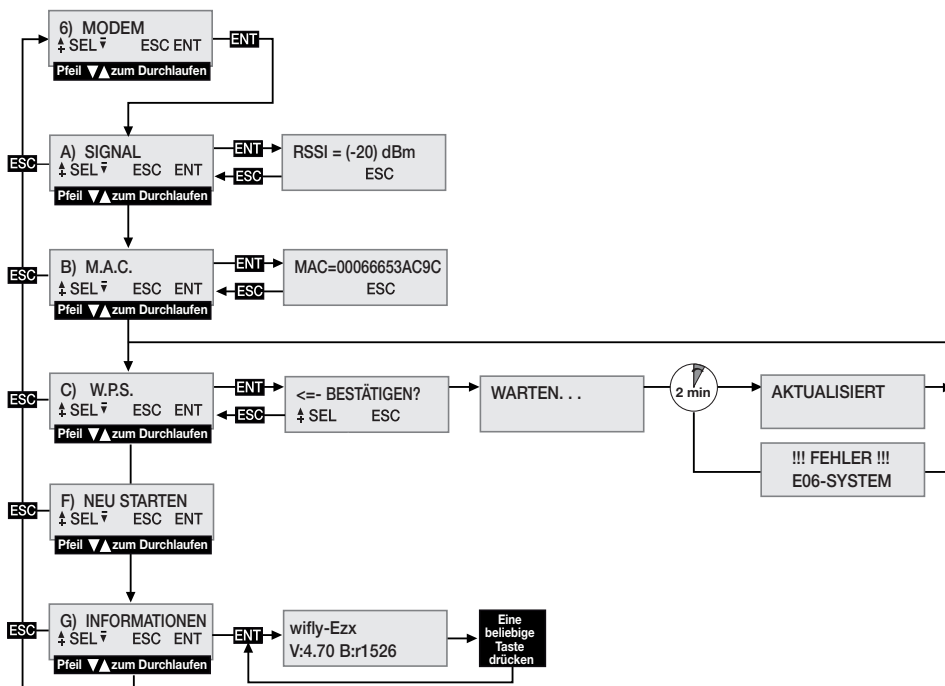 6) MODEM
SEL ESC ENT
Pfeil zum Durchlaufen
ENT
A) SIGNAL
SEL ESC ENT
Pfeil zum Durchlaufen
ESC
ENT
ESC
RSSI = (-20) dBm
ESC
B) M.A.C.
SEL ESC ENT
Pfeil zum Durchlaufen
ESC
ENT
ESC
MAC=00066653AC9C
ESC
C) W.P.S.
SEL ESC ENT
Pfeil zum Durchlaufen
ESC
ENT
ESC
<=- BESTÄTIGEN?
SEL ESC
WARTEN. . .
2 min
AKTUALISIERT
!!! FEHLER !!!
E06-SYSTEM
F) NEU STARTEN
SEL ESC ENT
Pfeil zum Durchlaufen
ESC
G) INFORMATIONEN
SEL ESC ENT
Pfeil zum Durchlaufen
ESC
ENT
wifly-Ezx
V:4.70 B:r1526
Eine
beliebige
Taste
drücken